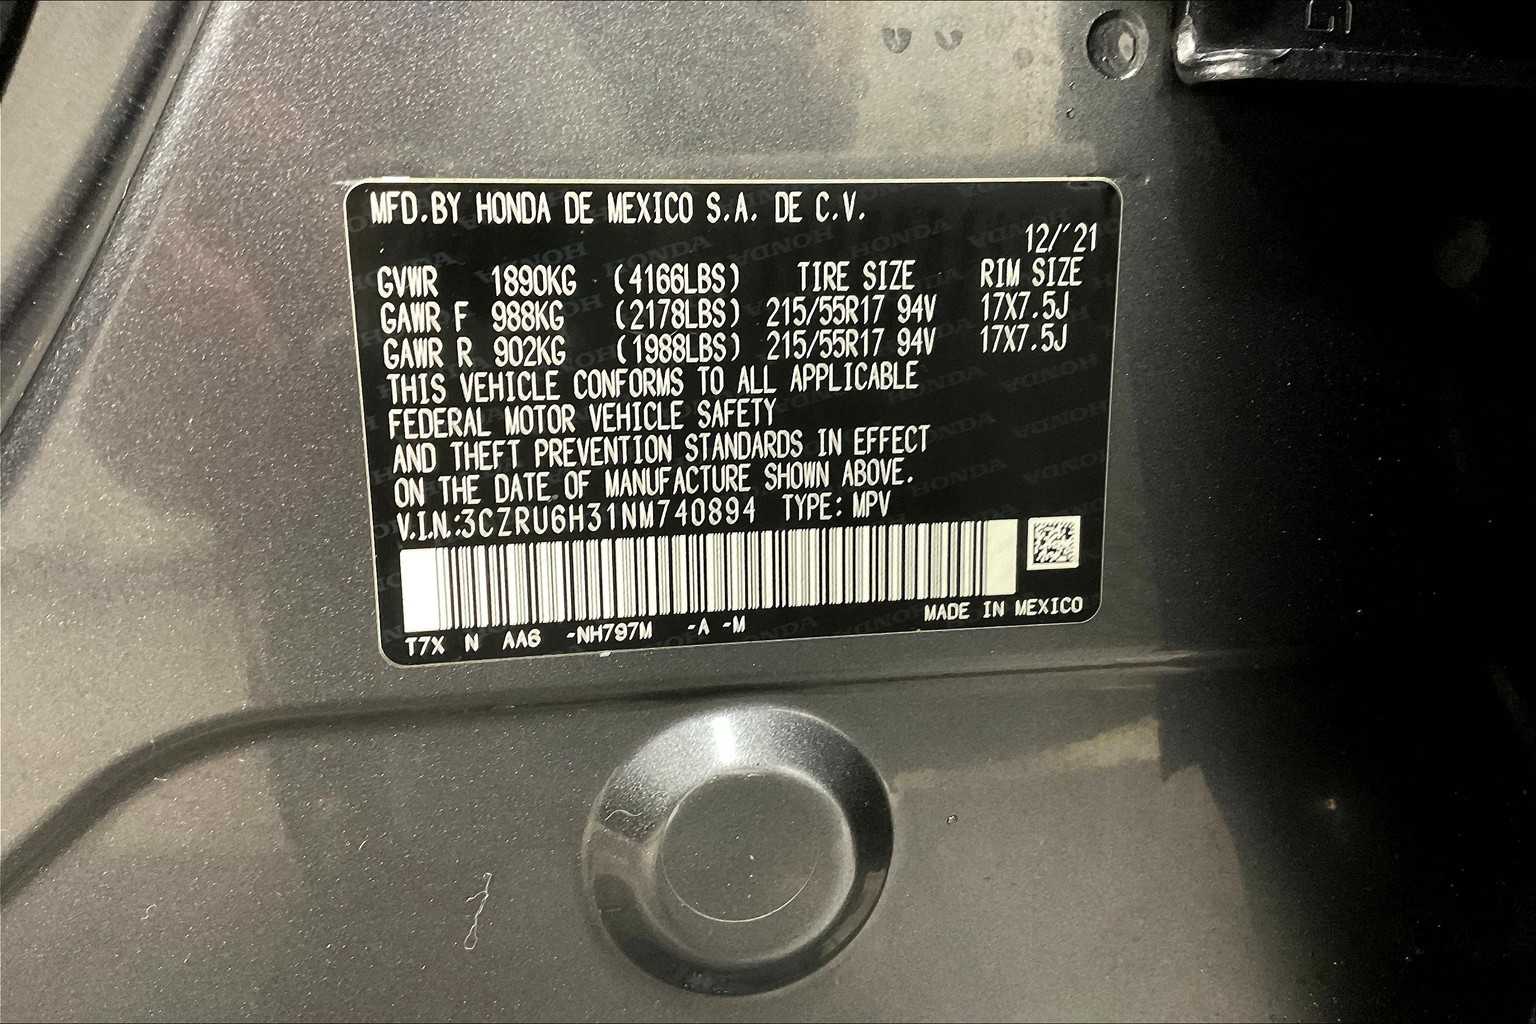 MFD.BY HONDA DE MEXICO S.A. DE C.V.
12/'21
GVWR 1890KG (4166LBS) TIRE SIZE RIM SIZE
GAWR F 988KG (2178LBS) 215/55R17 94V 17X7.5J
GAWR R 902KG (1988LBS) 215/55R17 94V 17X7.5J
THIS VEHICLE CONFORMS TO ALL APPLICABLE
FEDERAL MOTOR VEHICLE SAFETY
AND THEFT PREVENTION STANDARDS IN EFFECT
ON THE DATE OF MANUFACTURE SHOWN ABOVE.
V.I.N.:3CZRU6H31NM740894 TYPE: MPV
MADE IN MEXICO
T7X N AA6 -NH797M -A -M